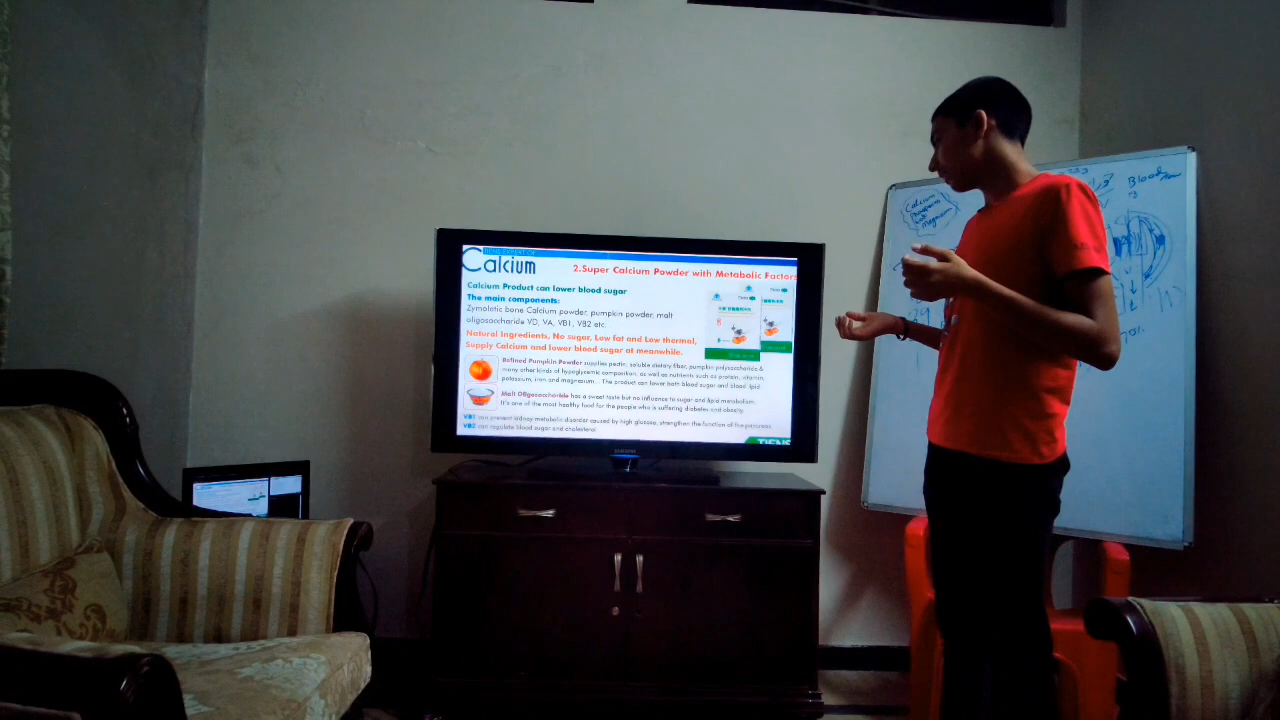 Calcium
2.Super Calcium Powder with Metabolic Factors
Calcium Product can lower blood sugar
The main components:
Zymoletic bone Calcium powder, pumpkin powder, malt
oligosaccharide VD, VA, VB1, VB2 etc.
Natural Ingredients, No sugar, Low fat and Low thermal,
Supply Calcium and lower blood sugar at meanwhile.
Refined Pumpkin Powder supplies pectin, soluble dietary fiber, pumpkin polysaccharide &
many other kinds of hypoglycemic composition, as well as nutrients such as protein, vitamin,
potassium, iron and magnesium... The product can lower both blood sugar and blood lipid
Malt Oligosaccharide has a sweet taste but no influence to sugar and lipid metabolism.
It's one of the most healthy food for the people who is suffering diabetes and obesity.
VB1 can prevent kidney metabolic disorder caused by high glucose, strengthen the function of the pancreas
VB2 can regulate blood sugar and cholesterol.
TIENS
SAMSUNG
Calcium
Magnesium
Blood